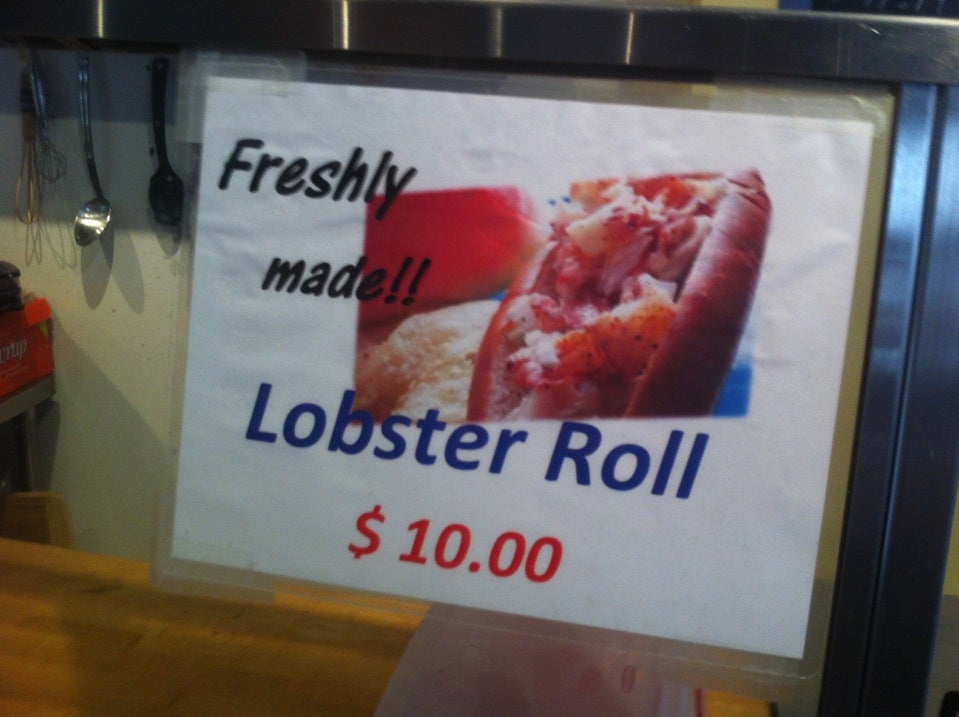 Freshly
made!!
Lobster Roll
$ 10.00